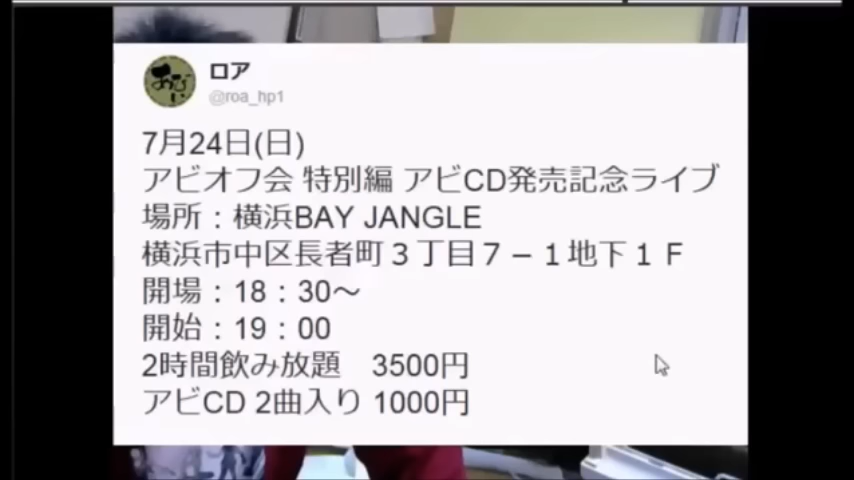 ロア
@roa_hp1
7月24日(日)
アビオフ会 特別編 アビCD発売記念ライブ
場所：横浜BAY JANGLE
横浜市中区長者町３丁目７－１地下１Ｆ
開場：18：30～
開始：19：00
2時間飲み放題　3500円
アビCD 2曲入り 1000円